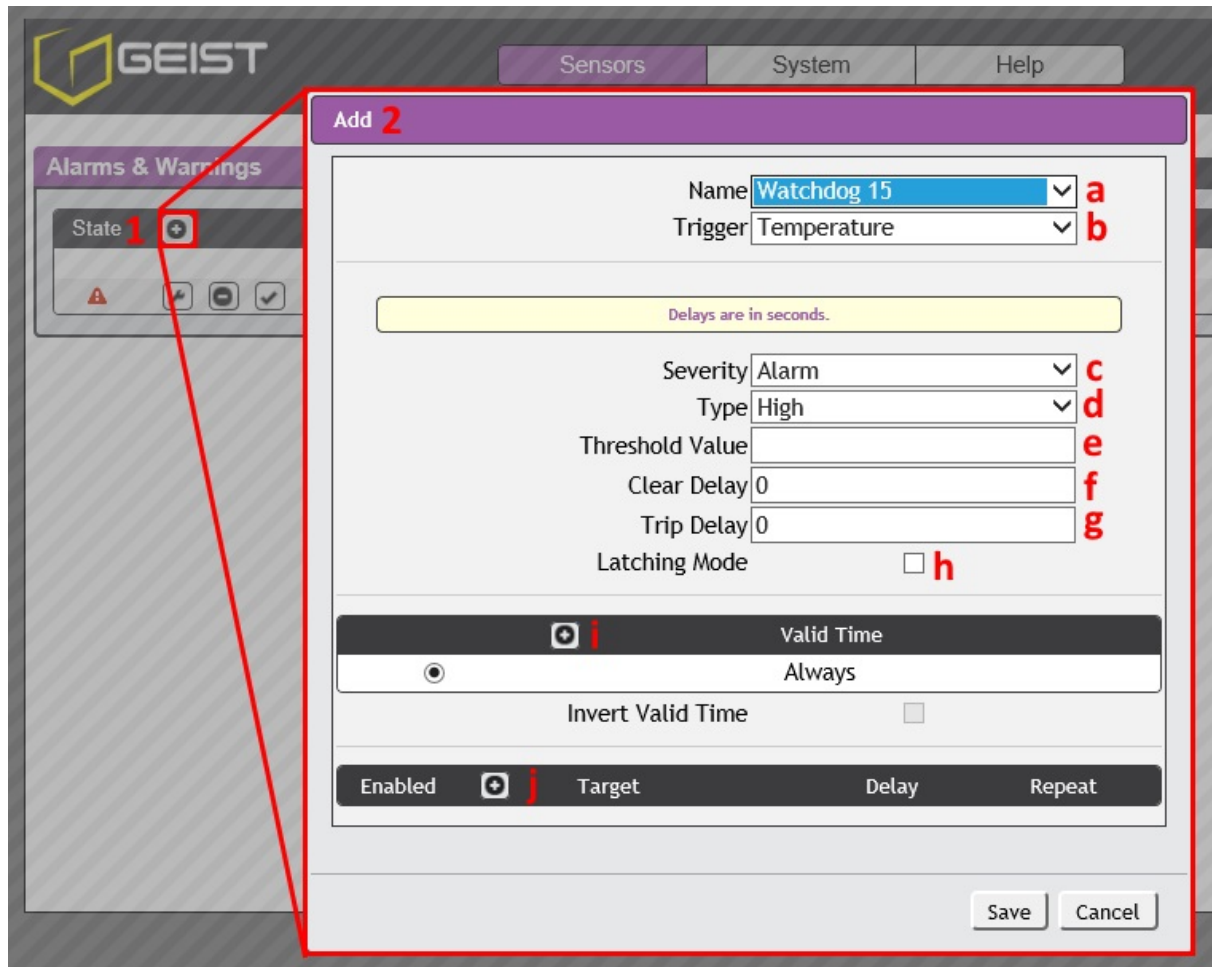 GEIST
Sensors System Help
Add 2
Alarms & Warnings
Name Watchdog 15 a
State 1
Trigger Temperature b
Delays are in seconds.
Severity Alarm c
Type High d
Threshold Value e
Clear Delay 0 f
Trip Delay 0 g
Latching Mode h
i Valid Time
Always
Invert Valid Time
Enabled j Target Delay Repeat
Save Cancel